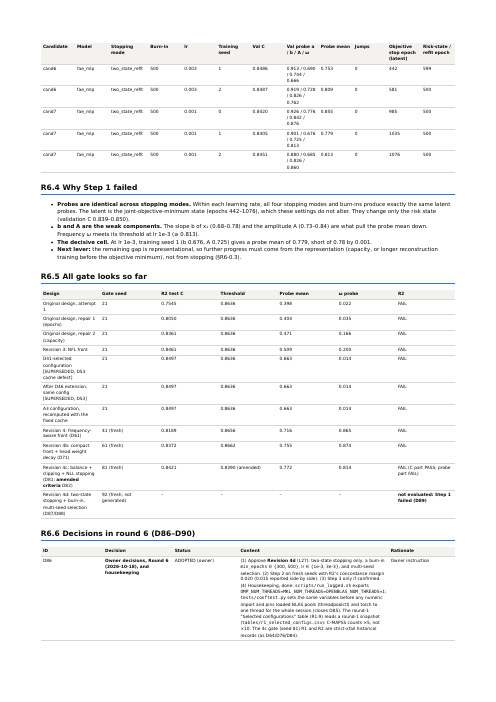 Candidate Model Stopping mode Burn-in lr Training seed Val C Val probe a / b / A / ω Probe mean Jumps Objective stop epoch (latent) Risk-state / refit epoch
cand6 fae_mlp two_state_refit 500 0.003 1 0.8486 0.913 / 0.690 / 0.744 / 0.666 0.753 0 442 599
cand6 fae_mlp two_state_refit 500 0.003 2 0.8487 0.919 / 0.728 / 0.826 / 0.762 0.809 0 581 500
cand7 fae_mlp two_state_refit 500 0.001 0 0.8420 0.926 / 0.776 / 0.842 / 0.876 0.855 0 985 500
cand7 fae_mlp two_state_refit 500 0.001 1 0.8405 0.901 / 0.676 / 0.725 / 0.813 0.779 0 1035 500
cand7 fae_mlp two_state_refit 500 0.001 2 0.8451 0.880 / 0.685 / 0.826 / 0.860 0.813 0 1076 500
R6.4 Why Step 1 failed
• Probes are identical across stopping modes. Within each learning rate, all four stopping modes and burn-ins produce exactly the same latent
probes. The latent is the joint-objective-minimum state (epochs 442–1076), which these settings do not alter. They change only the risk state
(validation C 0.839–0.850).
• b and A are the weak components. The slope b of x₁ (0.68–0.78) and the amplitude A (0.73–0.84) are what pull the probe mean down.
Frequency ω meets its threshold at lr 1e-3 (≥ 0.813).
• The decisive cell. At lr 1e-3, training seed 1 (b 0.676, A 0.725) gives a probe mean of 0.779, short of 0.78 by 0.001.
• Next lever: the remaining gap is representational, so further progress must come from the representation (capacity, or longer reconstruction
training before the objective minimum), not from stopping (§R6-0.3).
R6.5 All gate looks so far
Design Gate seed R2 test C Threshold Probe mean ω probe R2
Original design, attempt 1 21 0.7545 0.8636 0.398 0.022 FAIL
Original design, repair 1 (epochs) 21 0.8050 0.8636 0.404 0.035 FAIL
Original design, repair 2 (capacity) 21 0.8361 0.8636 0.471 0.166 FAIL
Revision 3: NFL front 21 0.8461 0.8636 0.509 0.200 FAIL
D41-selected configuration [SUPERSEDED, D53 cache defect] 21 0.8497 0.8636 0.663 0.014 FAIL
After D46 extension, same config [SUPERSEDED, D53] 21 0.8497 0.8636 0.663 0.014 FAIL
A3 configuration, recomputed with the fixed cache 21 0.8497 0.8636 0.663 0.014 FAIL
Revision 4: frequency-aware front (D61) 41 (fresh) 0.8189 0.8656 0.716 0.865 FAIL
Revision 4b: compact front + head weight decay (D71) 61 (fresh) 0.8372 0.8662 0.755 0.874 FAIL
Revision 4c: balance + clipping + NLL stopping (D81; amended criteria D82) 81 (fresh) 0.8421 0.8390 (amended) 0.772 0.814 FAIL (C part PASS; probe part FAIL)
Revision 4d: two-state stopping + burn-in, multi-seed selection (D87/D88) 92 (fresh; not generated) – – – – not evaluated: Step 1 failed (D89)
R6.6 Decisions in round 6 (D86–D90)
ID Decision Status Content Rationale
D86 Owner decisions, Round 6 (2026-10-18), and housekeeping ADOPTED (owner) (1) Approve Revision 4d (L27): two-state stopping only, a burn-in min_epochs ∈ {300, 500}, lr ∈ {1e-3, 3e-3}, and multi-seed selection. (2) Step 2 on fresh seeds with R2's concordance margin 0.020 (0.015 reported side by side). (3) Step 3 only if confirmed. (4) Housekeeping, done: scripts/run_logged.sh exports OMP_NUM_THREADS=MKL_NUM_THREADS=OPENBLAS_NUM_THREADS=1; tests/conftest.py sets the same variables before any numeric import and pins loaded BLAS pools (threadpoolctl) and torch to one thread for the whole session (closes D85). The round-1 "Selected configurations" table (R1.9) reads a round-1 snapshot (tables/r1_selected_configs.csv). C-MAPSS counts ×5, not ×10. The 4c gate (seed 81) R1 and R2 are strict-xfail historical records (as D64/D76/D84). Owner instruction